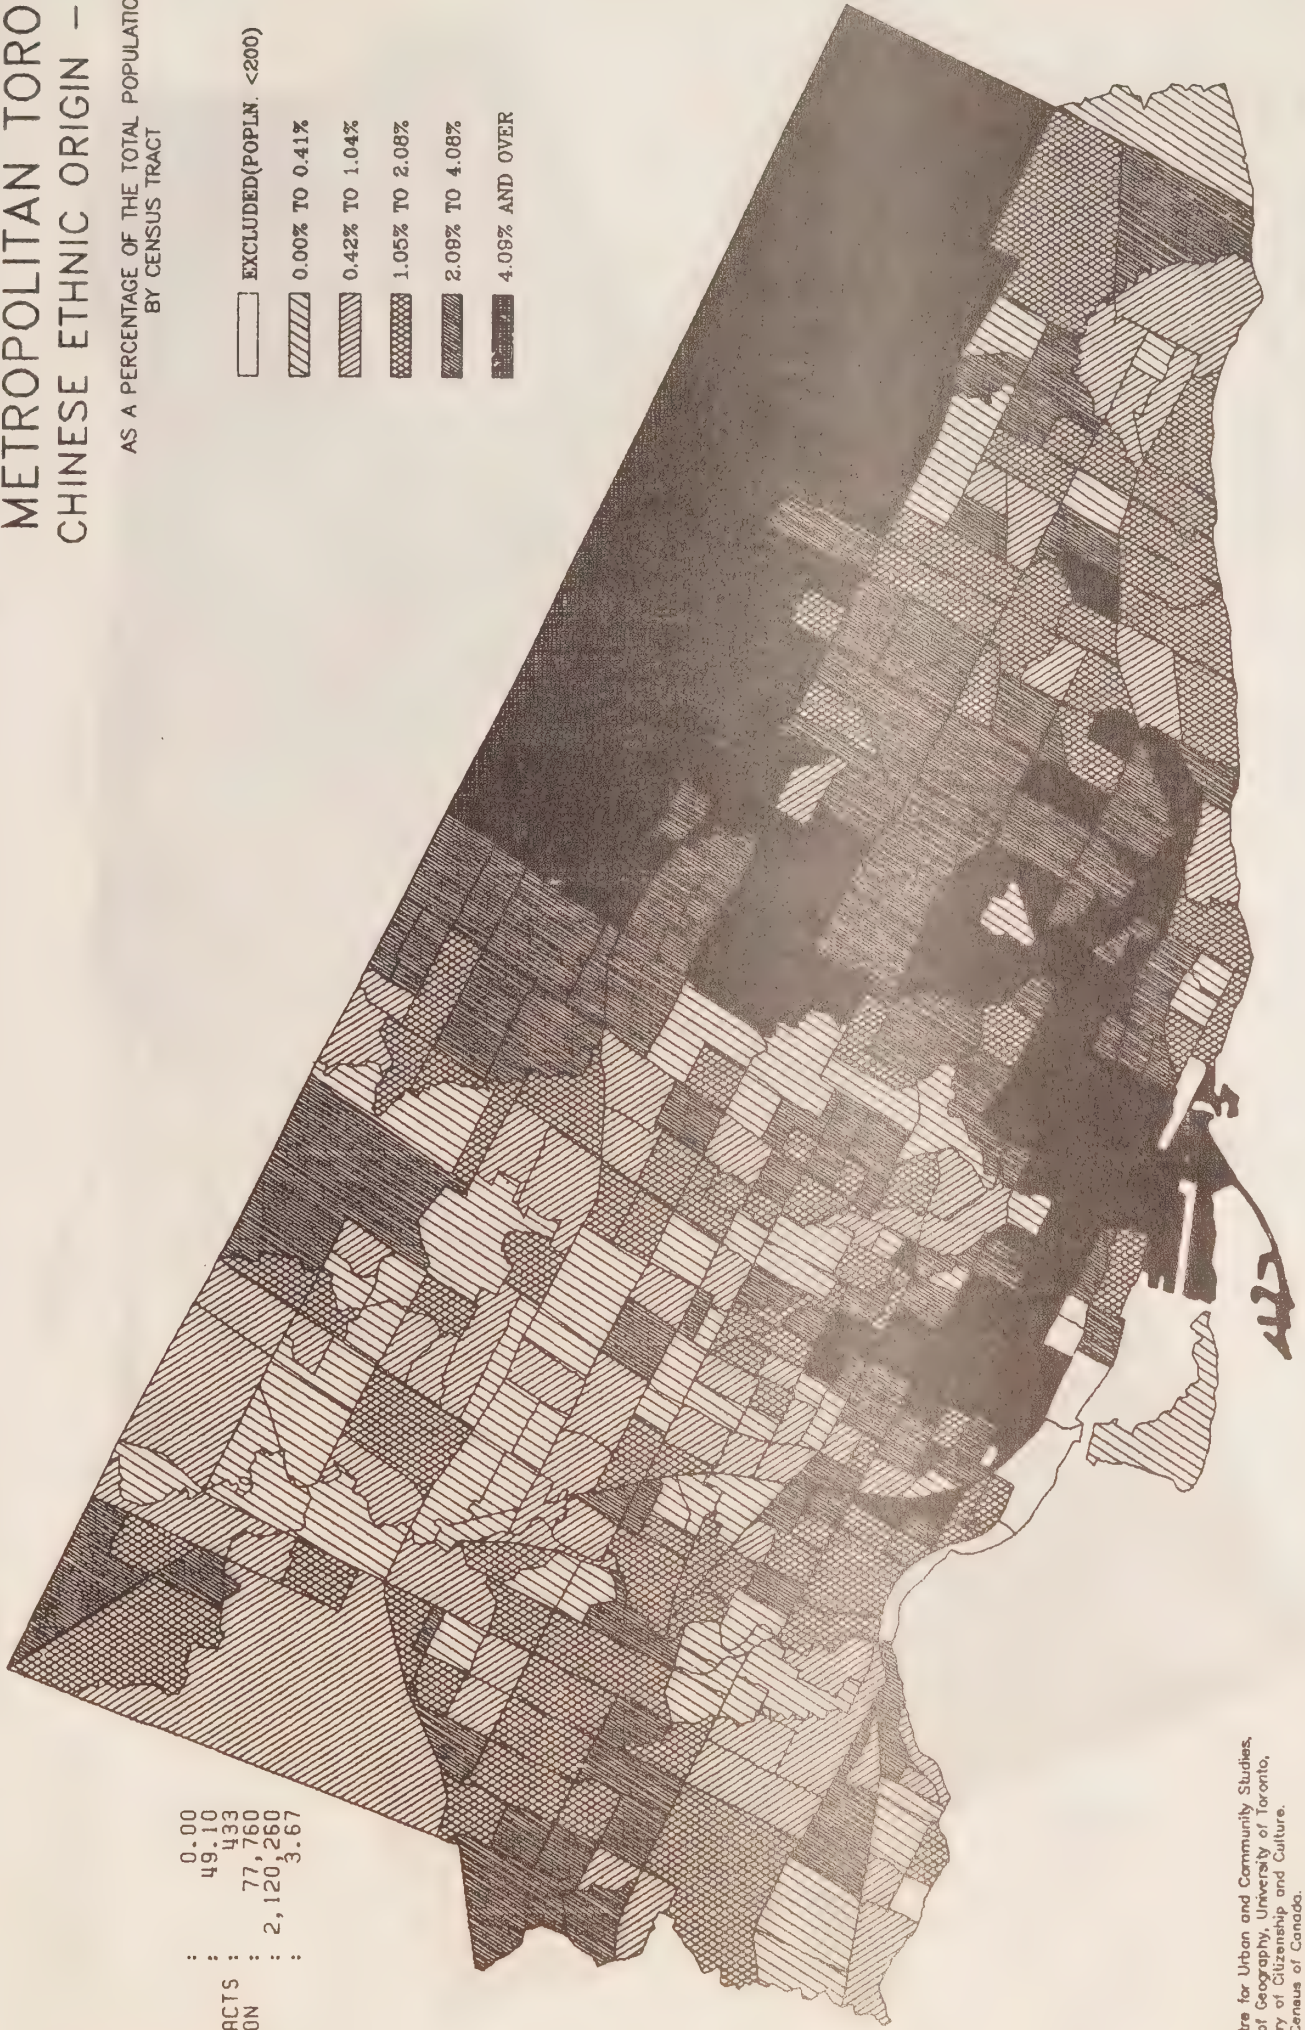 METROPOLITAN TORO
CHINESE ETHNIC ORIGIN –
AS A PERCENTAGE OF THE TOTAL POPULATIO
BY CENSUS TRACT
EXCLUDED(POPLN. <200)
0.00% TO 0.41%
0.42% TO 1.04%
1.05% TO 2.08%
2.09% TO 4.08%
4.09% AND OVER
: 0.00
: 49.10
ACTS : 433
ON : 77,760
: 2,120,260
: 3.67
tre for Urban and Community Studies,
of Geography, University of Toronto,
ry of Citizenship and Culture.
Census of Canada.